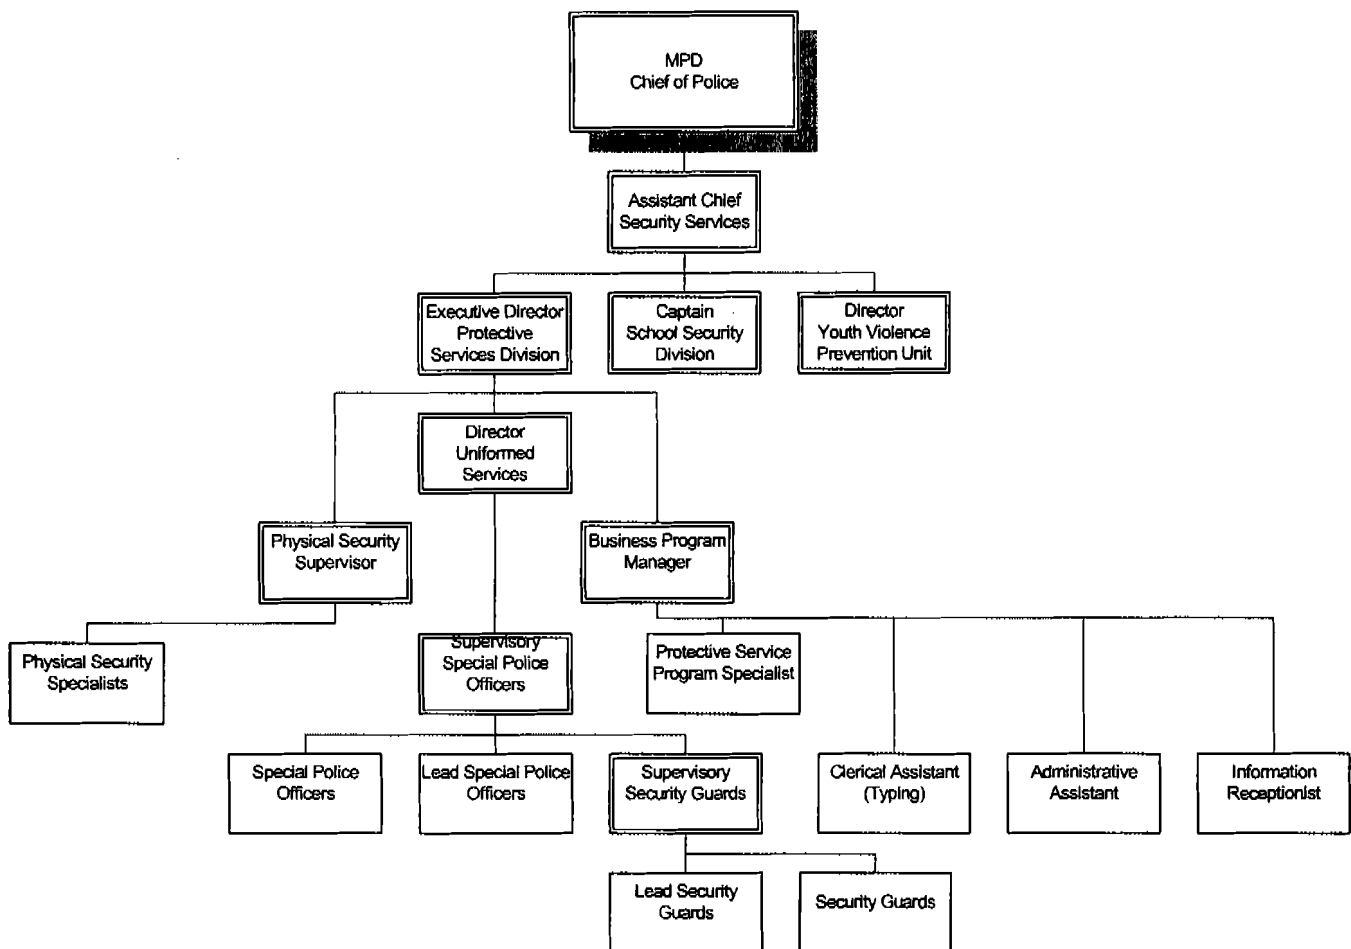 MPD
Chief of Police
Assistant Chief
Security Services
Executive Director
Protective
Services Division
Captain
School Security
Division
Director
Youth Violence
Prevention Unit
Director
Uniformed
Services
Physical Security
Supervisor
Business Program
Manager
Physical Security
Specialists
Supervisory
Special Police
Officers
Protective Service
Program Specialist
Special Police
Officers
Lead Special Police
Officers
Supervisory
Security Guards
Clerical Assistant
(Typing)
Administrative
Assistant
Information
Receptionist
Lead Security
Guards
Security Guards